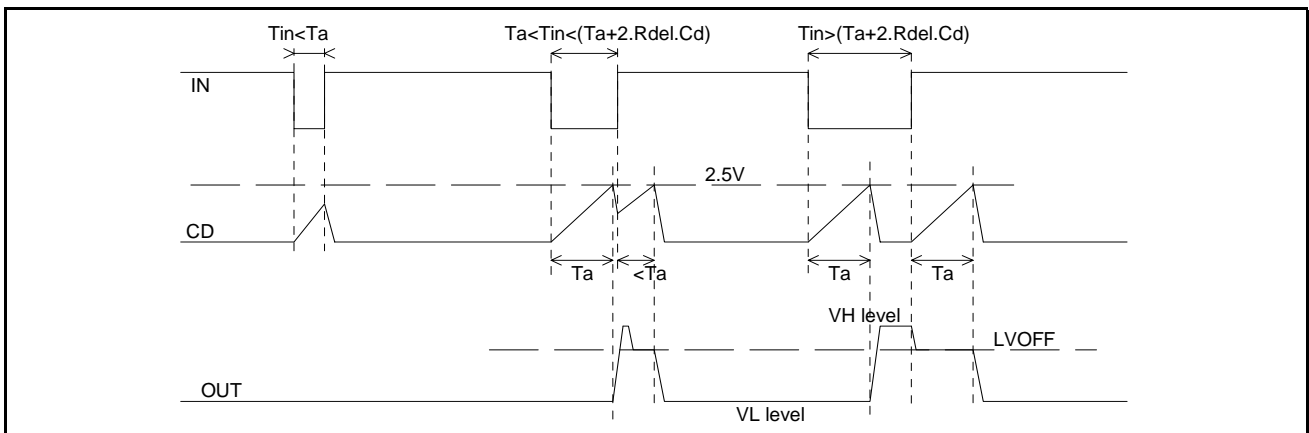 Tin<Ta
Ta<Tin<(Ta+2.Rdel.Cd)
Tin>(Ta+2.Rdel.Cd)
IN
2.5V
CD
Ta
<Ta
Ta
Ta
VH level
LVOFF
OUT
VL level